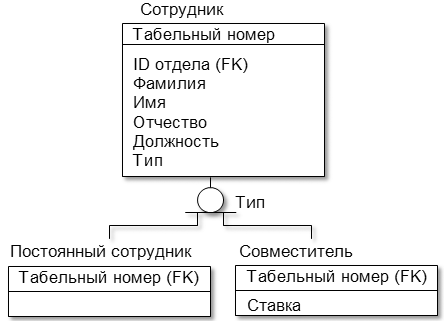 Сотрудник
Табельный номер
ID отдела (FK)
Фамилия
Имя
Отчество
Должность
Тип
Тип
Постоянный сотрудник
Табельный номер (FK)
Совместитель
Табельный номер (FK)
Ставка